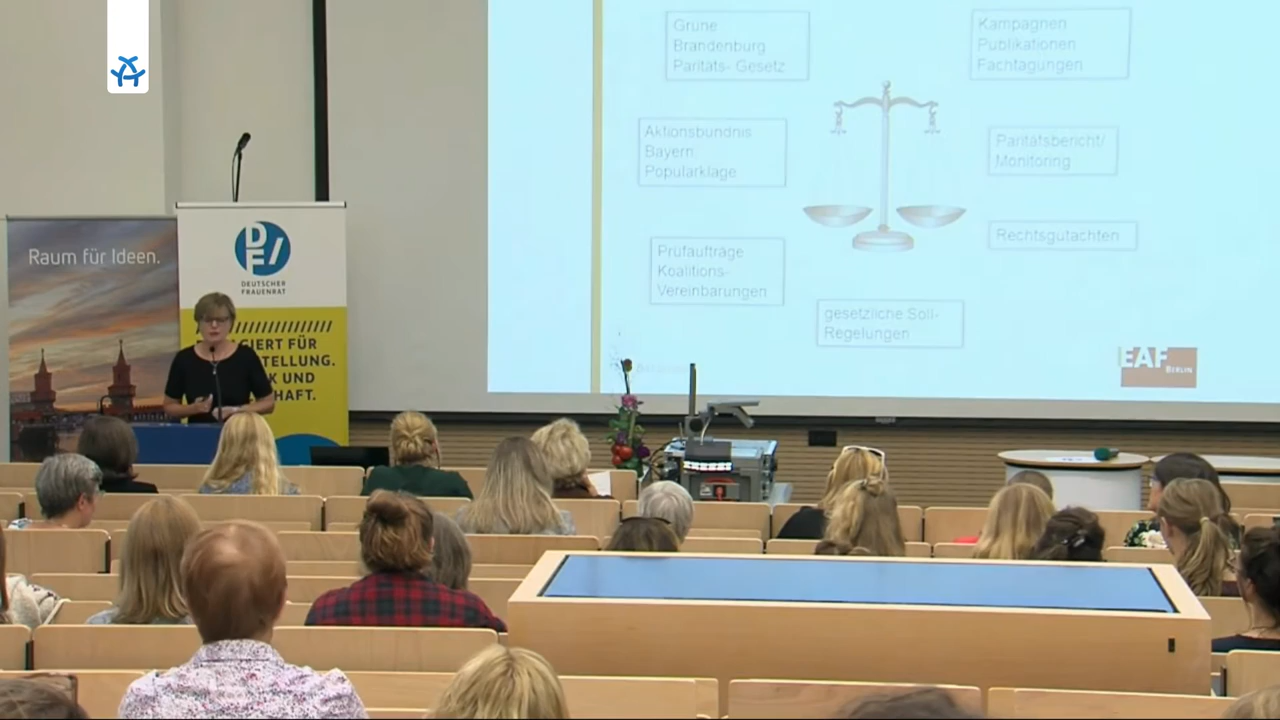 Grüne
Brandenburg
Paritäts- Gesetz
Kampagnen
Publikationen
Fachtagungen
Aktionsbündnis
Bayern:
Popularklage
Paritätsbericht/
Monitoring
Prüfaufträge
Koalitions-
Vereinbarungen
Rechtsgutachten
gesetzliche Soll-
Regelungen
EAF
BERLIN
Raum für Ideen.
DF/
DEUTSCHER
FRAUENRAT
GIERT FÜR
TELLUNG.
K UND
HAFT.